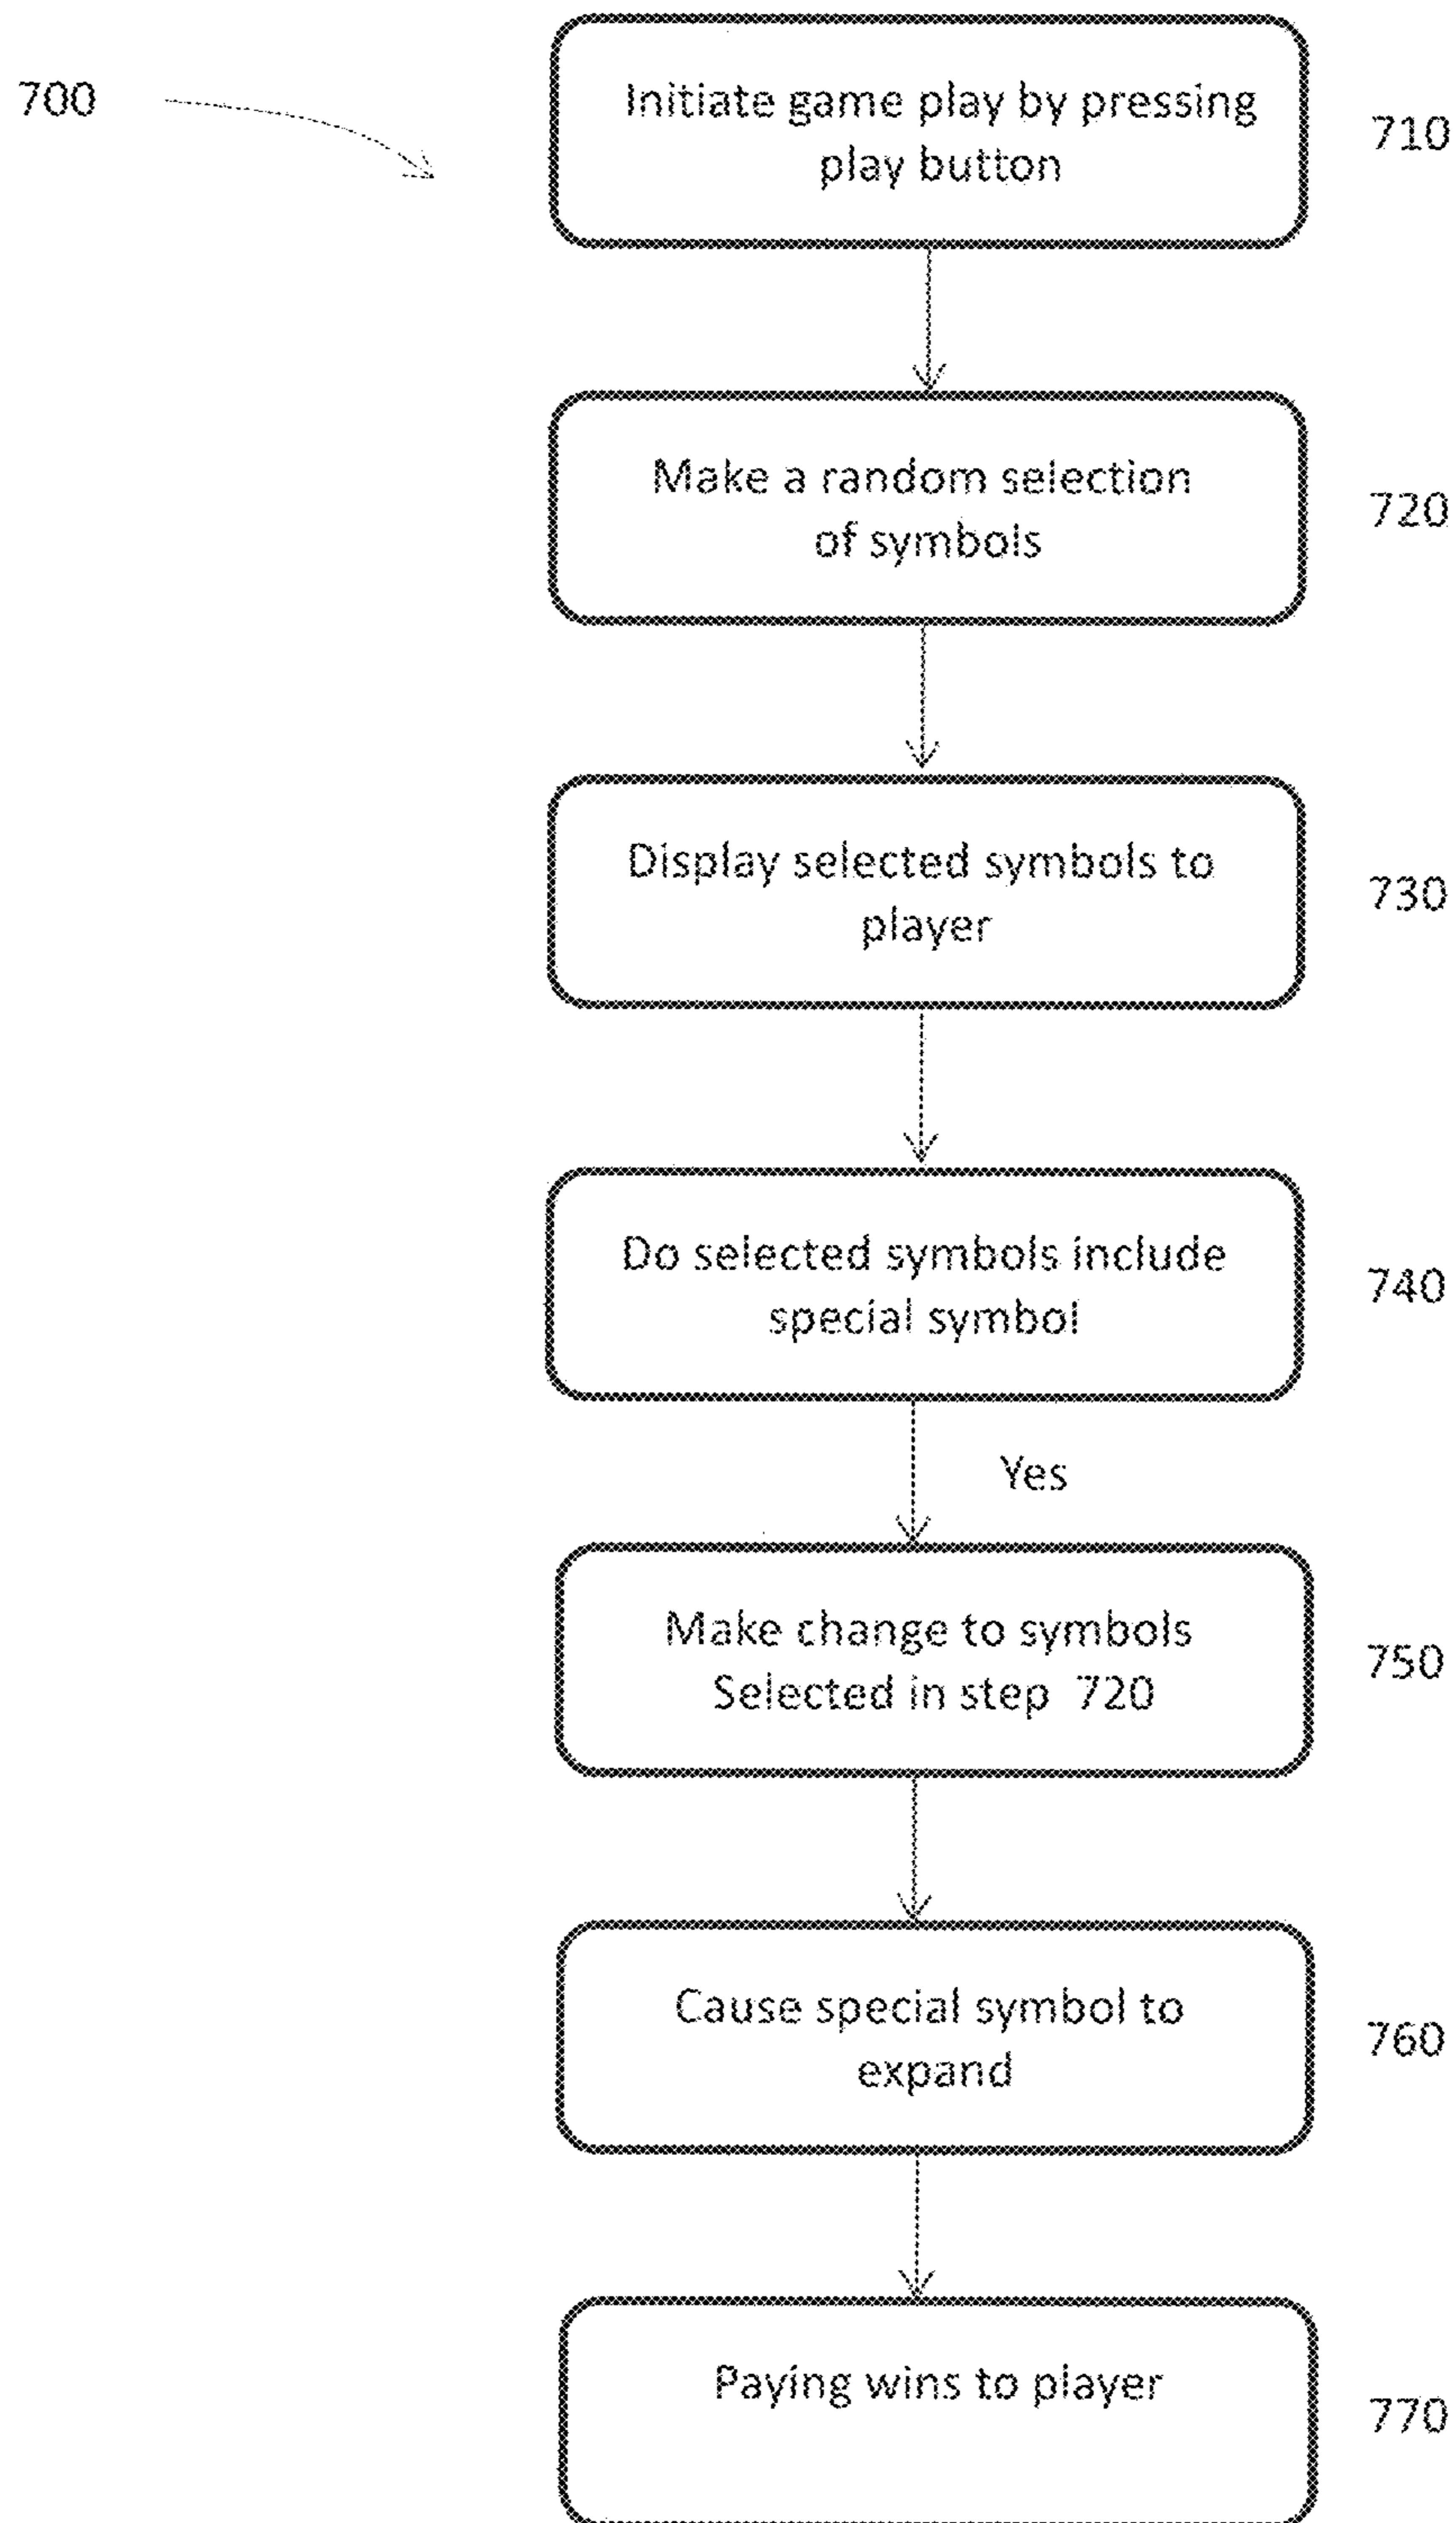 700
Initiate game play by pressing
play button
710
Make a random selection
of symbols
720
Display selected symbols to
player
730
Do selected symbols include
special symbol
740
Yes
Make change to symbols
Selected in step 720
750
Cause special symbol to
expand
760
Paying wins to player
770